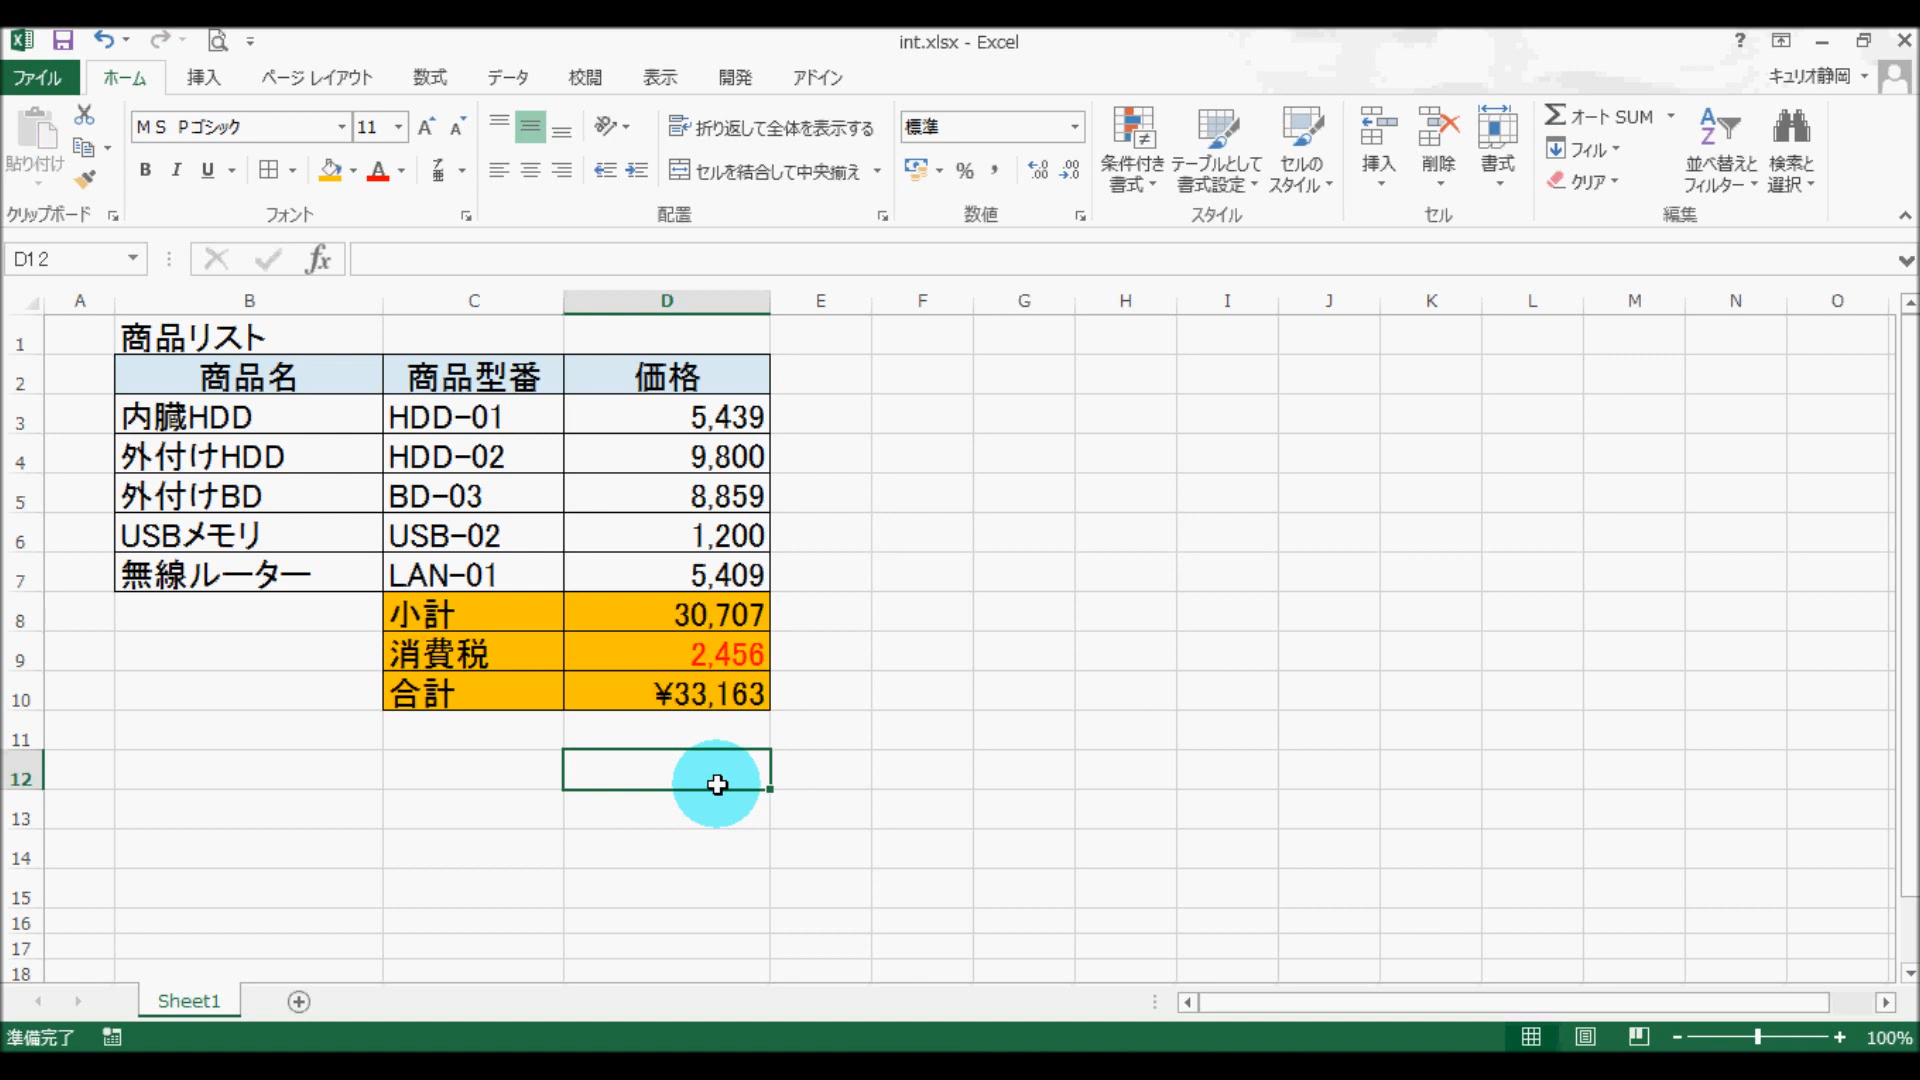 int.xlsx - Excel
ファイル ホーム 挿入 ページ レイアウト 数式 データ 校閲 表示 開発 アドイン キュリオ静岡
貼り付け
クリップボード
ＭＳ Ｐゴシック 11
B I U
フォント
折り返して全体を表示する
セルを結合して中央揃え
配置
標準
数値
条件付き書式
テーブルとして書式設定
セルのスタイル
スタイル
挿入 削除 書式
セル
オート SUM
フィル
クリア
並べ替えとフィルター
検索と選択
編集
D12
fx
A B C D E F G H I J K L M N O
1 商品リスト
2 商品名 商品型番 価格
3 内臓HDD HDD-01 5,439
4 外付けHDD HDD-02 9,800
5 外付けBD BD-03 8,859
6 USBメモリ USB-02 1,200
7 無線ルーター LAN-01 5,409
8 小計 30,707
9 消費税 2,456
10 合計 ¥33,163
11
12
13
14
15
16
17
18
Sheet1
準備完了 100%